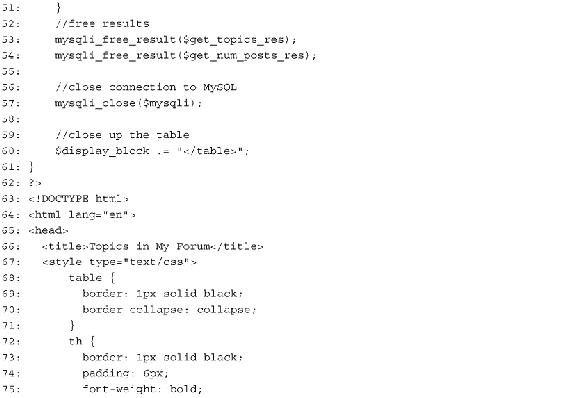 51:     }
52:     //free results
53:     mysqli_free_result($get_topics_res);
54:     mysqli_free_result($get_num_posts_res);
55:
56:     //close connection to MySQL
57:     mysqli_close($mysqli);
58:
59:     //close up the table
60:     $display_block .= "</table>";
61: }
62: ?>
63: <!DOCTYPE html>
64: <html lang="en">
65: <head>
66:   <title>Topics in My Forum</title>
67:   <style type="text/css">
68:       table {
69:         border: 1px solid black;
70:         border-collapse: collapse;
71:       }
72:       th {
73:         border: 1px solid black;
74:         padding: 6px;
75:         font-weight: bold;